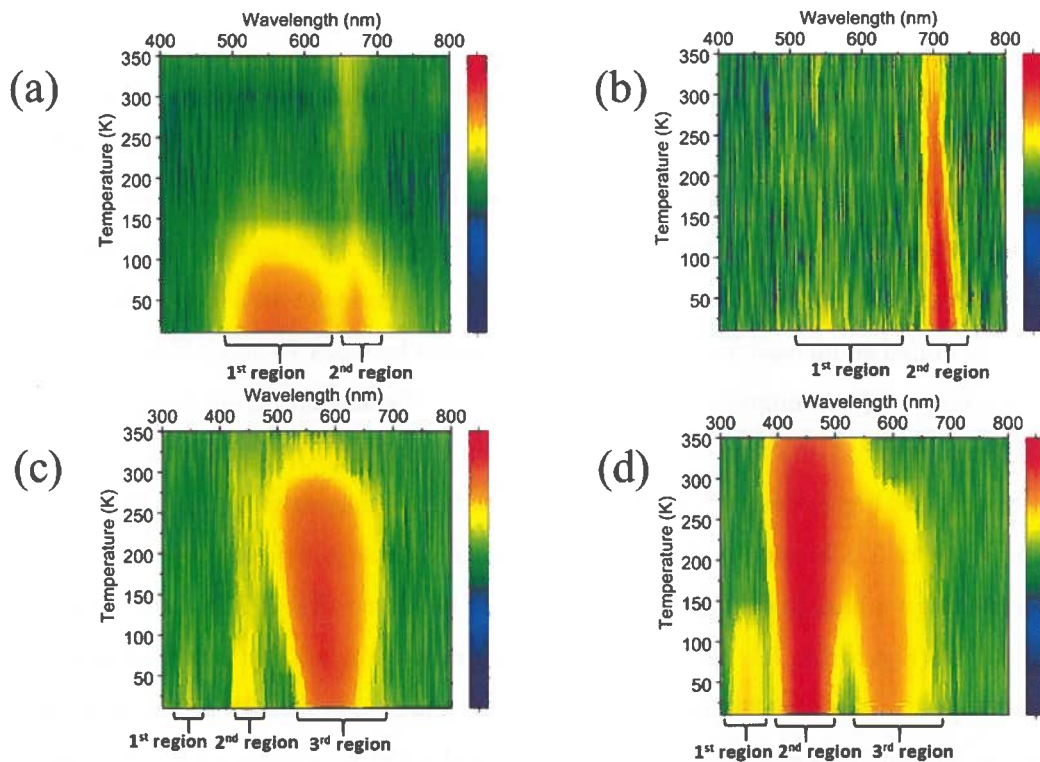 (a)
Wavelength (nm)
400 500 600 700 800
Temperature (K)
350
300
250
200
150
100
50
1st region 2nd region
(b)
Wavelength (nm)
400 500 600 700 800
Temperature (K)
350
300
250
200
150
100
50
1st region 2nd region
(c)
Wavelength (nm)
300 400 500 600 700 800
Temperature (K)
350
300
250
200
150
100
50
1st region 2nd region 3rd region
(d)
Wavelength (nm)
300 400 500 600 700 800
Temperature (K)
350
300
250
200
150
100
50
1st region 2nd region 3rd region